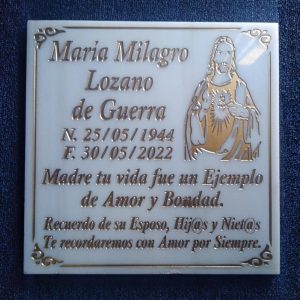 Maria Milagro
Lozano
de Guerra
N. 25/05/1944
F. 30/05/2022
Madre tu vida fue un Ejemplo
de Amor y Bondad.
Recuerdo de su Esposo, Hij@s y Niet@s
Te recordaremos con Amor por Siempre.